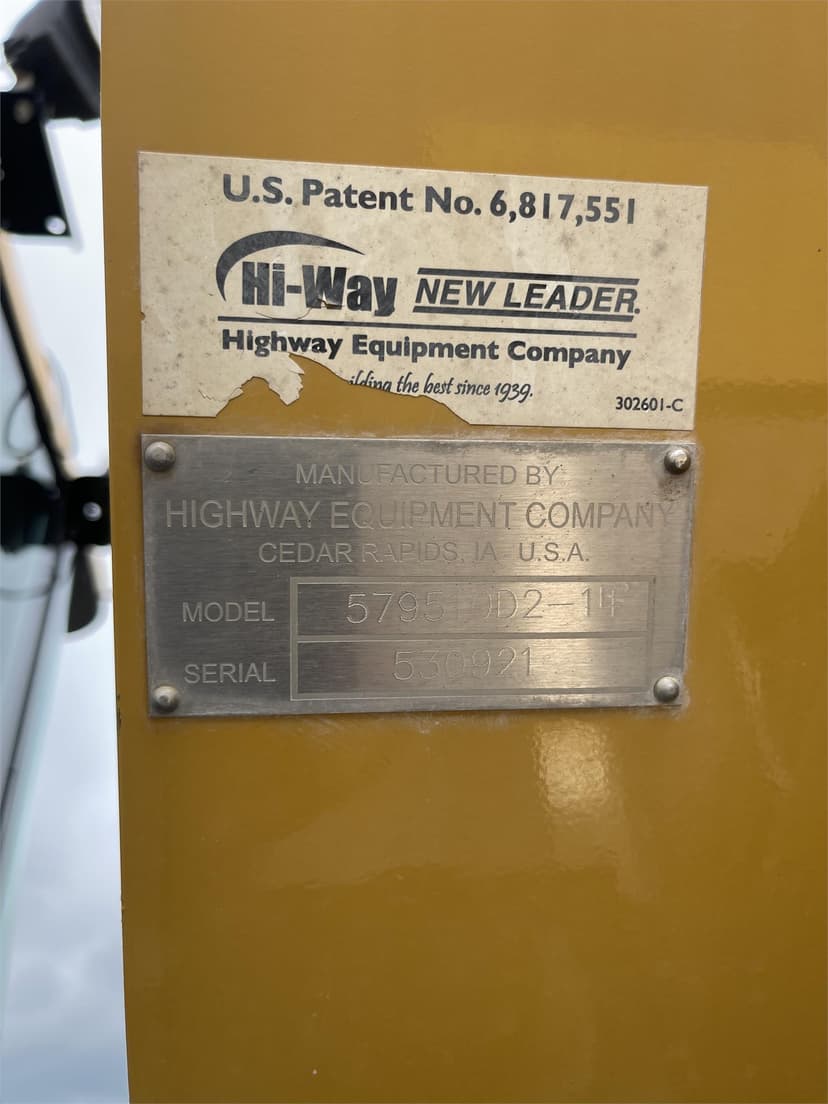 U.S. Patent No. 6,817,551
Hi-Way NEW LEADER.
Highway Equipment Company
ilding the best since 1939.
302601-C
MANUFACTURED BY
HIGHWAY EQUIPMENT COMPANY
CEDAR RAPIDS, IA U.S.A.
MODEL
SERIAL 530921